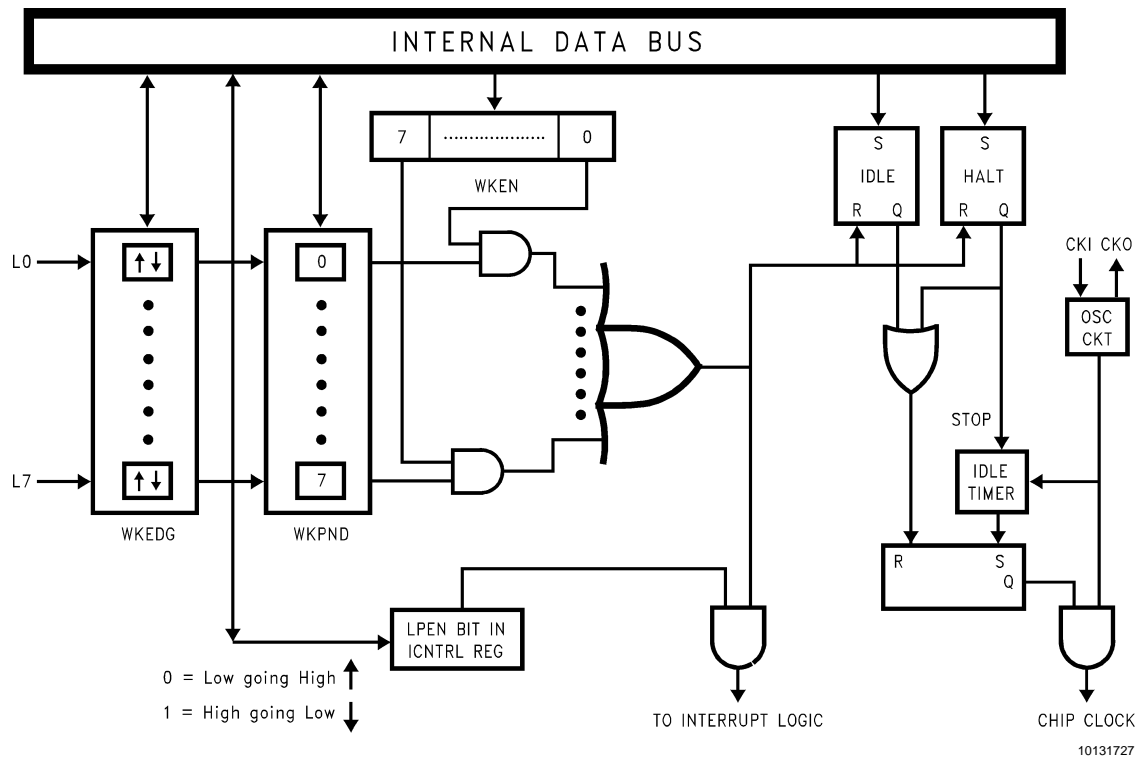 INTERNAL DATA BUS
7 0
WKEN
S
IDLE
R Q
S
HALT
R Q
CKI CKO
OSC
CKT
L0
0
L7
7
WKEDG
WKPND
STOP
IDLE
TIMER
R S
Q
LPEN BIT IN
ICNTRL REG
0 = Low going High
1 = High going Low
TO INTERRUPT LOGIC
CHIP CLOCK
10131727